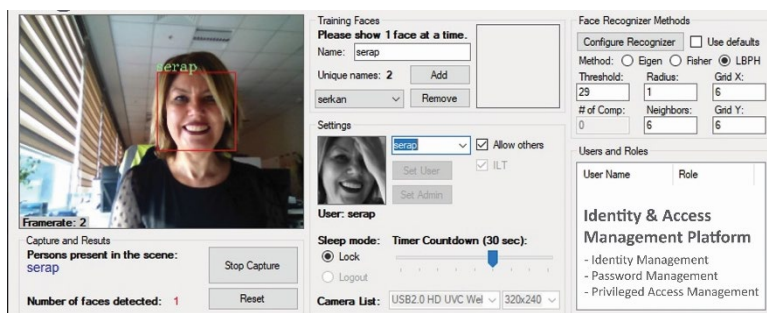 serap
Framerate: 2
Capture and Resuts
Persons present in the scene:
serap
Number of faces detected: 1
Stop Capture
Reset
Training Faces
Please show 1 face at a time.
Name: serap
Unique names: 2 Add
serkan Remove
Settings
serap Allow others
Set User ILT
Set Admin
User: serap
Sleep mode: Timer Countdown (30 sec):
Lock
Logout
Camera List: USB2.0 HD UVC Wel 320x240
Face Recognizer Methods
Configure Recognizer Use defaults
Method: Eigen Fisher LBPH
Threshold: Radius: Grid X:
29 1 6
# of Comp: Neighbors: Grid Y:
0 6 6
Users and Roles
User Name Role
Identity & Access
Management Platform
- Identity Management
- Password Management
- Privileged Access Management